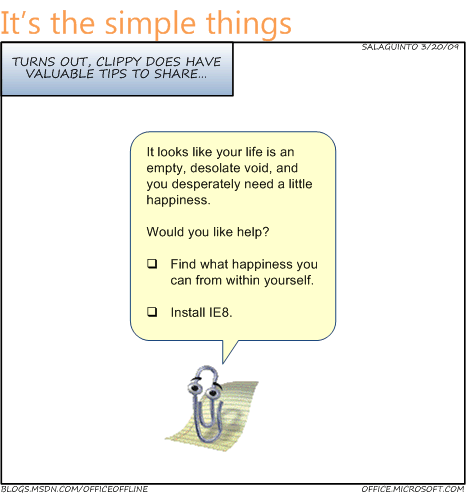 It's the simple things
SALAQUINTO 3/20/09
TURNS OUT, CLIPPY DOES HAVE
VALUABLE TIPS TO SHARE...
It looks like your life is an
empty, desolate void, and
you desperately need a little
happiness.
Would you like help?
Find what happiness you
can from within yourself.
Install IE8.
BLOGS.MSDN.COM/OFFICEOFFLINE
OFFICE.MICROSOFT.COM